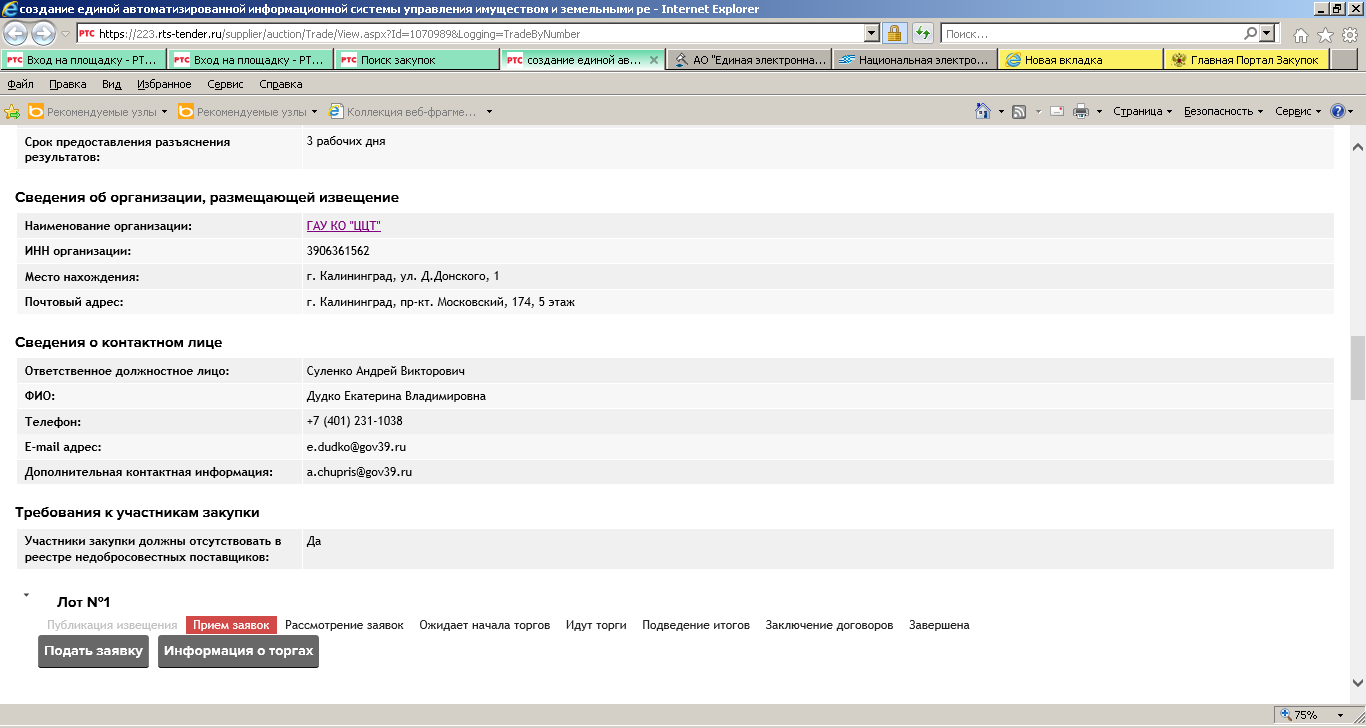 создание единой автоматизированной информационной системы управления имуществом и земельными ре - Internet Explorer
РТС https://223.rts-tender.ru/supplier/auction/Trade/View.aspx?Id=1070989&Logging=TradeByNumber Поиск...
РТС Вход на площадку - РТ... РТС Вход на площадку - РТ... РТС Поиск закупок РТС создание единой ав... АО "Единая электронна... Национальная электро... Новая вкладка Главная Портал Закупок
Файл Правка Вид Избранное Сервис Справка
Рекомендуемые узлы Рекомендуемые узлы Коллекция веб-фрагме... Страница Безопасность Сервис
Срок предоставления разъяснения 3 рабочих дня
результатов:
Сведения об организации, размещающей извещение
Наименование организации: ГАУ КО "ЦЦТ"
ИНН организации: 3906361562
Место нахождения: г. Калининград, ул. Д.Донского, 1
Почтовый адрес: г. Калининград, пр-кт. Московский, 174, 5 этаж
Сведения о контактном лице
Ответственное должностное лицо: Суленко Андрей Викторович
ФИО: Дудко Екатерина Владимировна
Телефон: +7 (401) 231-1038
E-mail адрес: e.dudko@gov39.ru
Дополнительная контактная информация: a.chupris@gov39.ru
Требования к участникам закупки
Участники закупки должны отсутствовать в Да
реестре недобросовестных поставщиков:
Лот №1
Публикация извещения Прием заявок Рассмотрение заявок Ожидает начала торгов Идут торги Подведение итогов Заключение договоров Завершена
Подать заявку Информация о торгах
75%